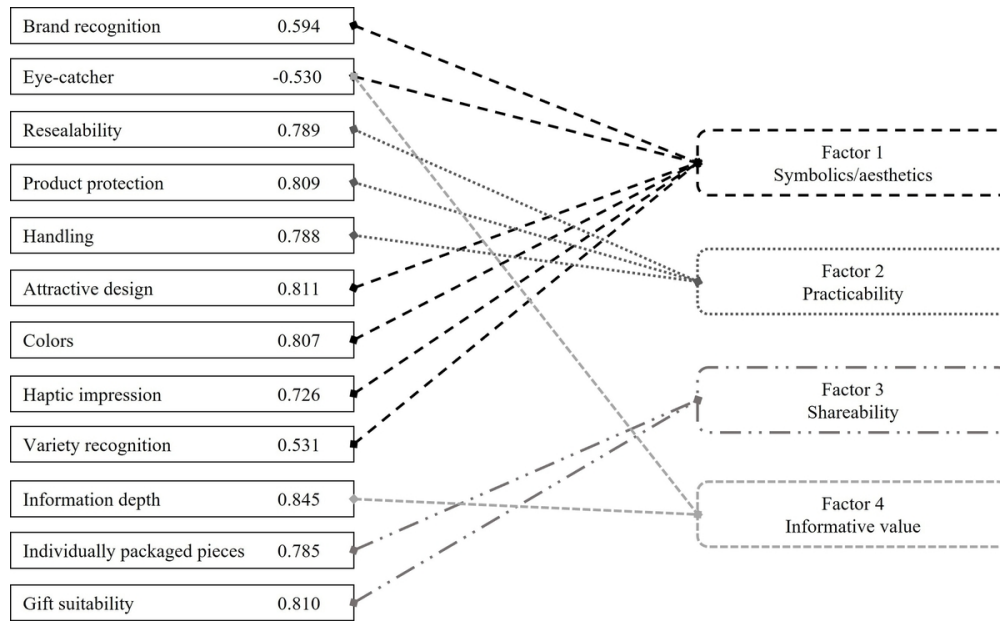 Brand recognition 0.594
Eye-catcher -0.530
Resealability 0.789
Product protection 0.809
Handling 0.788
Attractive design 0.811
Colors 0.807
Haptic impression 0.726
Variety recognition 0.531
Information depth 0.845
Individually packaged pieces 0.785
Gift suitability 0.810
Factor 1
Symbolics/aesthetics
Factor 2
Practicability
Factor 3
Shareability
Factor 4
Informative value